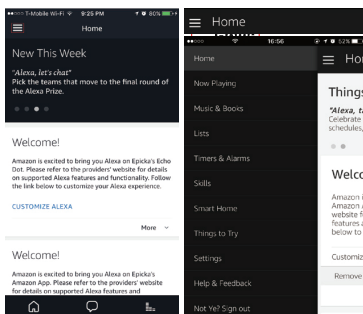 T-Mobile Wi-Fi 9:25 PM 80%
Home
New This Week
"Alexa, let's chat"
Pick the teams that move to the final round of
the Alexa Prize.
Welcome!
Amazon is excited to bring you Alexa on Epicka's Echo
Dot. Please refer to the providers' website for details
on supported Alexa features and functionality. Follow
the link below to customize your Alexa experience.
CUSTOMIZE ALEXA
More
Welcome!
Amazon is excited to bring you Alexa on Epicka's
Amazon App. Please refer to the providers' website
for details on supported Alexa features and
Home
16:56 52%
Home
Now Playing
Music & Books
Lists
Timers & Alarms
Skills
Smart Home
Things to Try
Settings
Help & Feedback
Not Ye? Sign out
Ho
Things
"Alexa, t
Celebrate
schedules,
Welco
Amazon i
Amazon
website f
features a
below to
Customiz
Remove